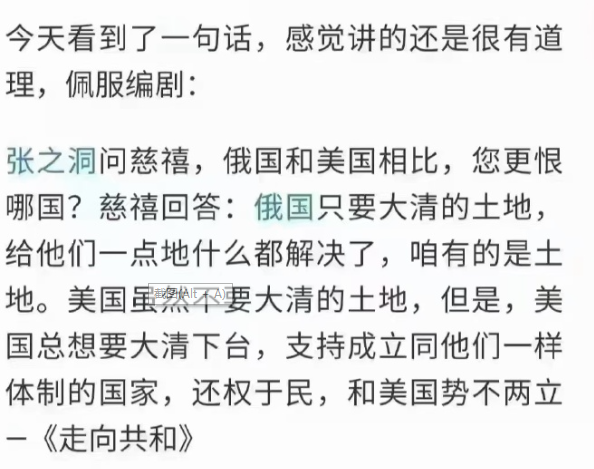 今天看到了一句话，感觉讲的还是很有道
理，佩服编剧：
张之洞问慈禧，俄国和美国相比，您更恨
哪国？慈禧回答：俄国只要大清的土地，
给他们一点地什么都解决了，咱有的是土
地。美国虽然不要大清的土地，但是，美
截图(Alt + A)
国总想要大清下台，支持成立同他们一样
体制的国家，还权于民，和美国势不两立
—《走向共和》